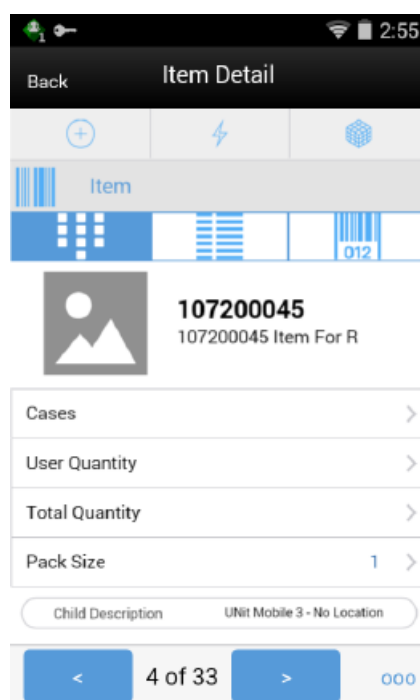 1 2:55
Back Item Detail
Item
012
107200045
107200045 Item For R
Cases
User Quantity
Total Quantity
Pack Size 1
Child Description UNit Mobile 3 - No Location
< 4 of 33 >
ooo